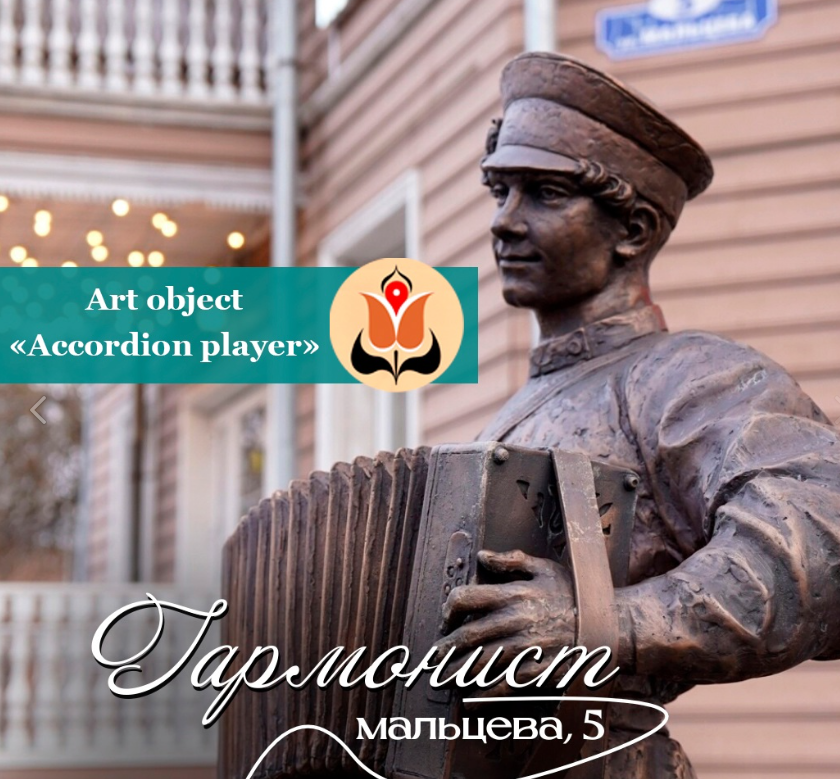 Art object
«Accordion player»
Гармонист
мальцева, 5